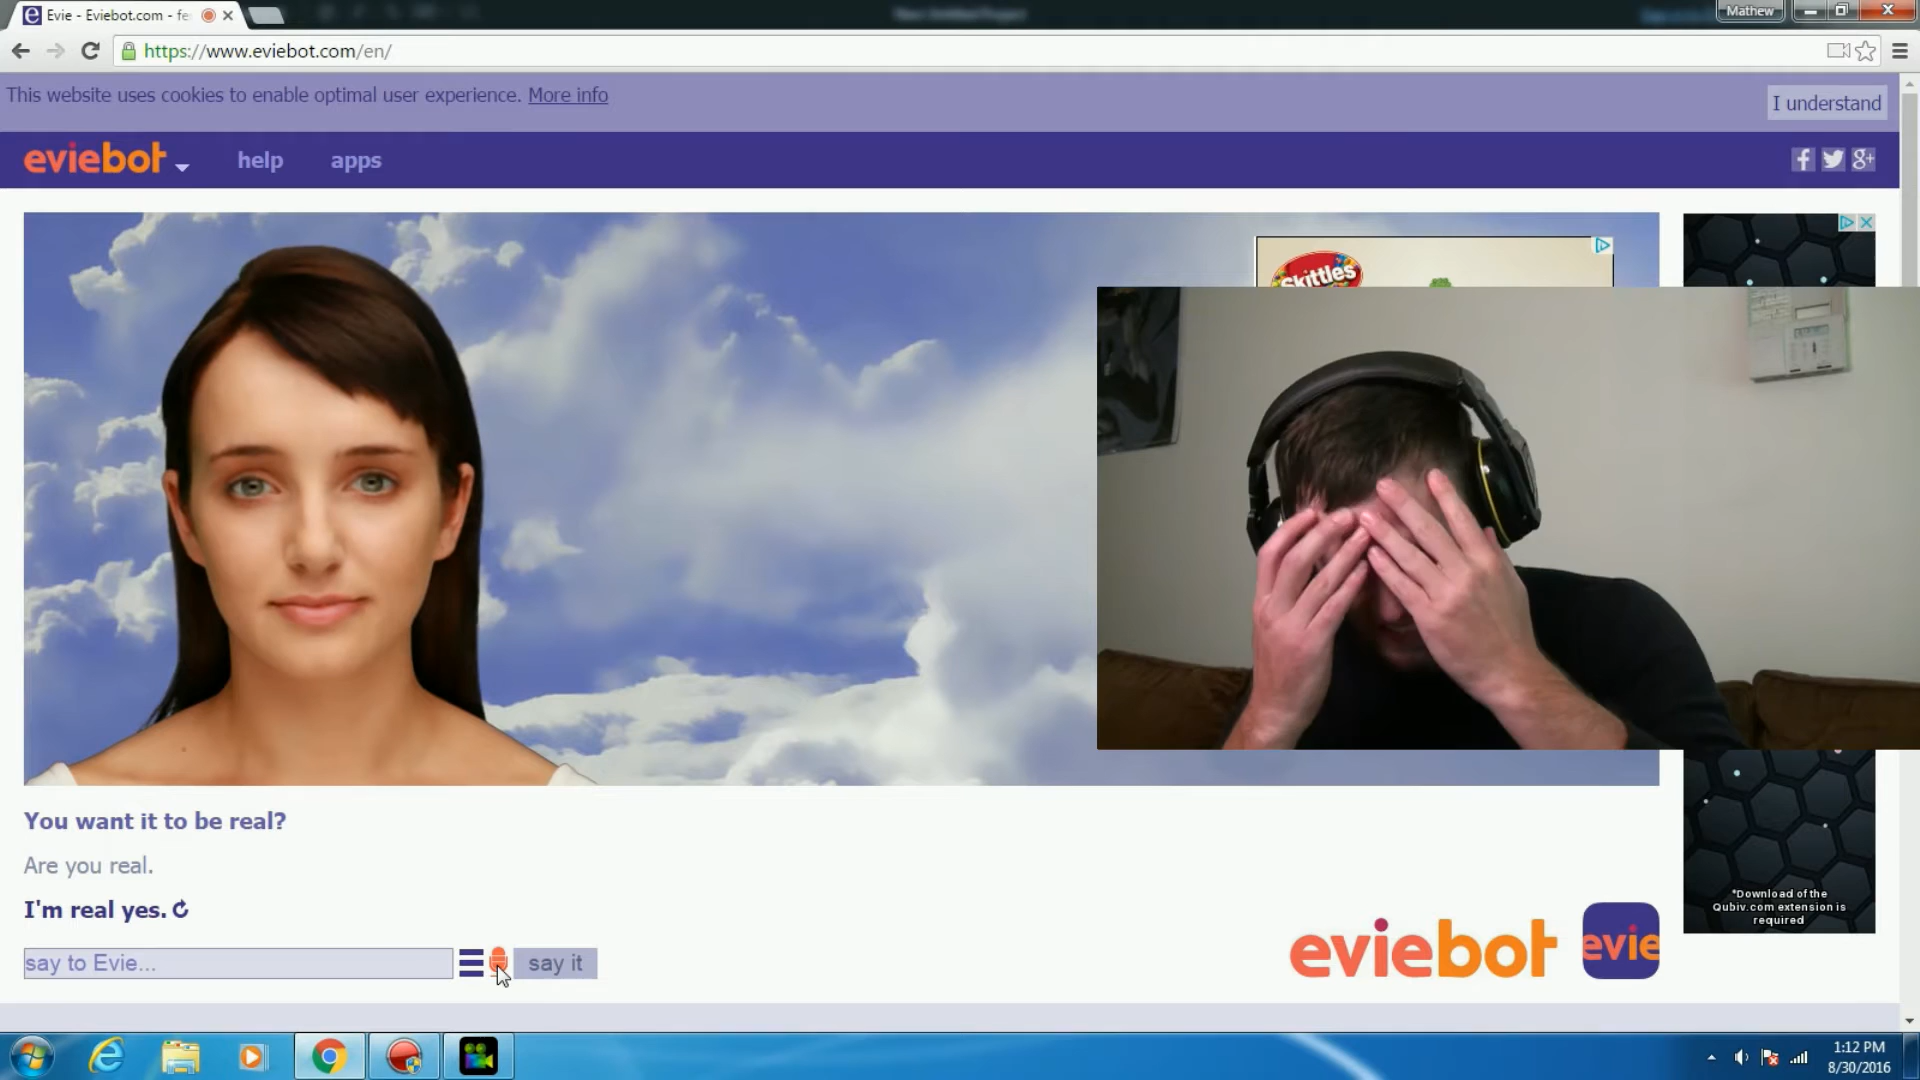 Evie - Eviebot.com - fe
Mathew
https://www.eviebot.com/en/
This website uses cookies to enable optimal user experience. More info
I understand
eviebot
help
apps
f
g+
Skittles
You want it to be real?
Are you real.
I'm real yes.
say to Evie...
say it
eviebot
evie
*Download of the
Qubiv.com extension is
required
1:12 PM
8/30/2016